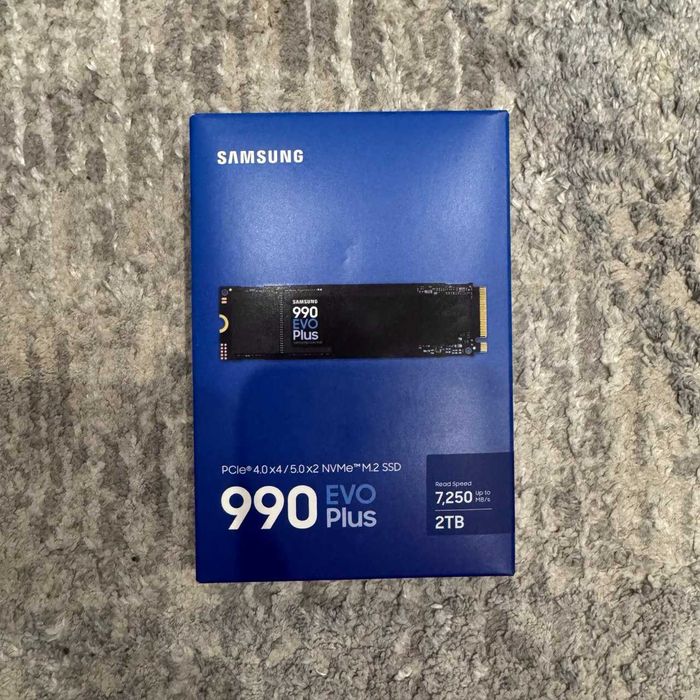 SAMSUNG
SAMSUNG
990
EVO
Plus
PCIe® 4.0 x4 / 5.0 x2 NVMe™ M.2 SSD
990 EVO
Plus
Read Speed
7,250 up to
MB/s
2TB